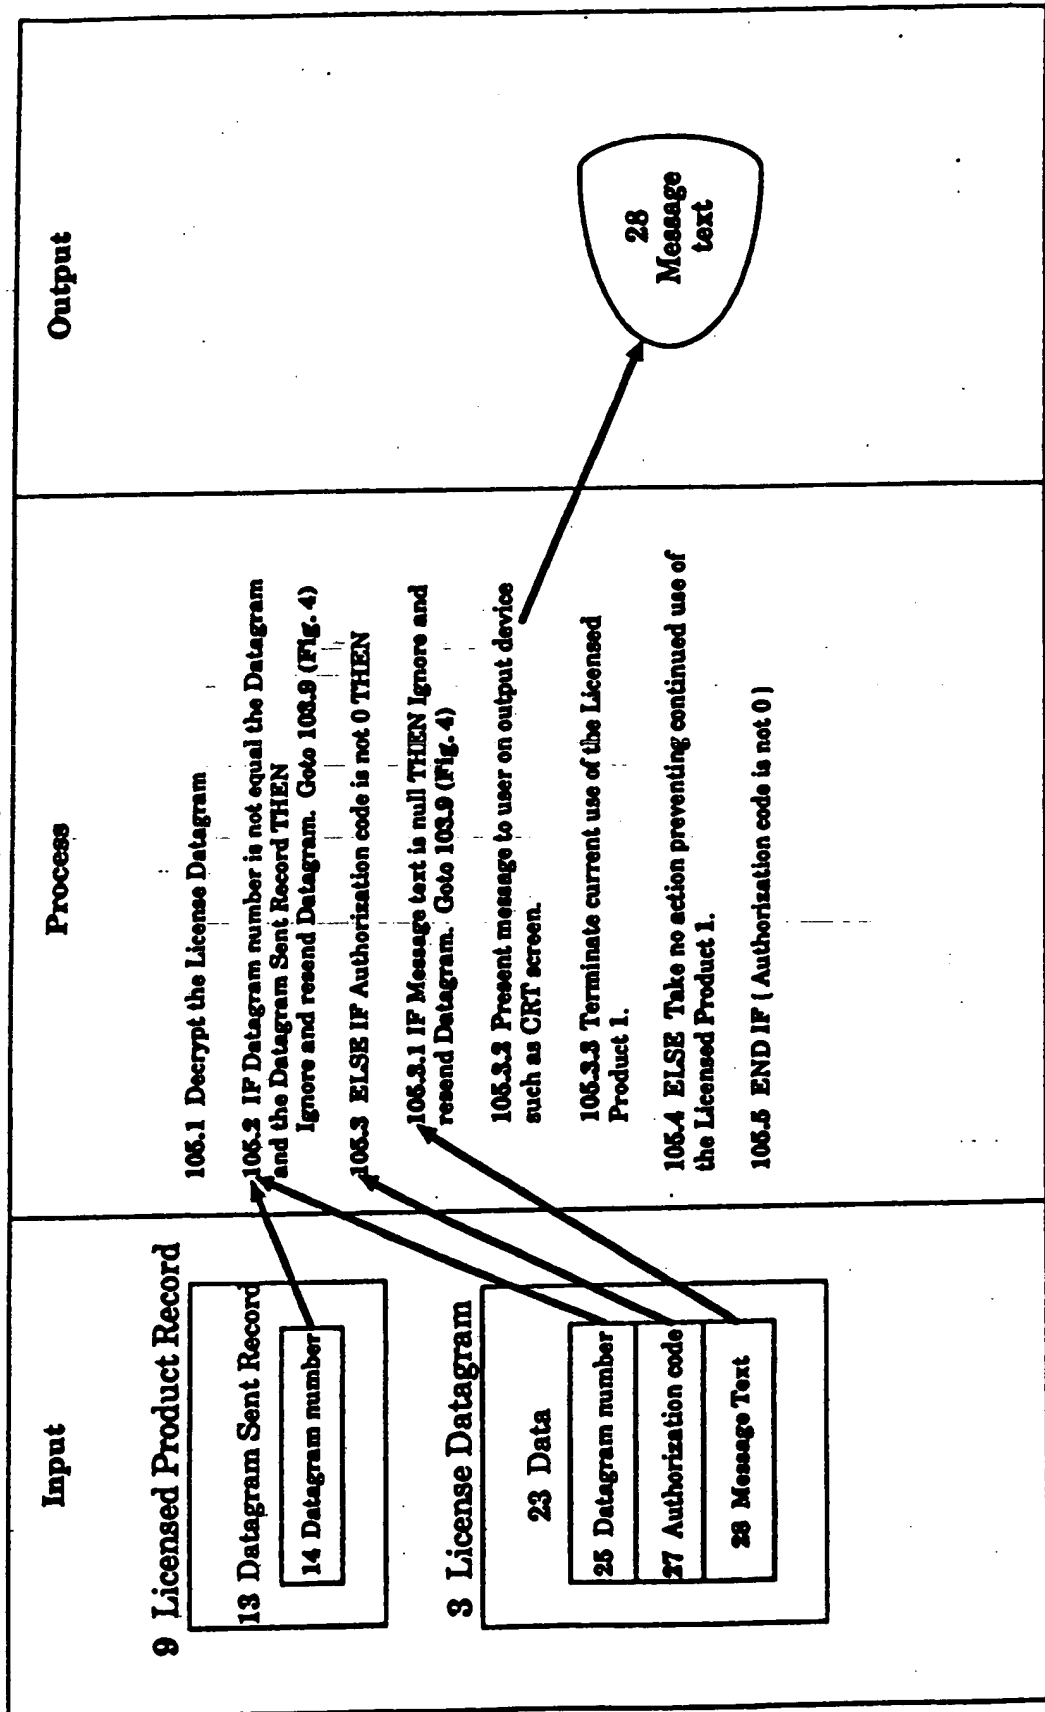 Input
Process
Output
9 Licensed Product Record
13 Datagram Sent Record
14 Datagram number
3 License Datagram
23 Data
25 Datagram number
27 Authorization code
28 Message Text
105.1 Decrypt the License Datagram
105.2 IF Datagram number is not equal the Datagram
and the Datagram Sent Record THEN
Ignore and resend Datagram. Goto 103.9 (Fig. 4)
105.3 ELSE IF Authorization code is not 0 THEN
105.3.1 IF Message text is null THEN Ignore and
resend Datagram. Goto 103.9 (Fig. 4)
105.3.2 Present message to user on output device
such as CRT screen.
105.3.3 Terminate current use of the Licensed
Product 1.
105.4 ELSE Take no action preventing continued use of
the Licensed Product 1.
105.5 END IF ( Authorization code is not 0 )
28
Message
text